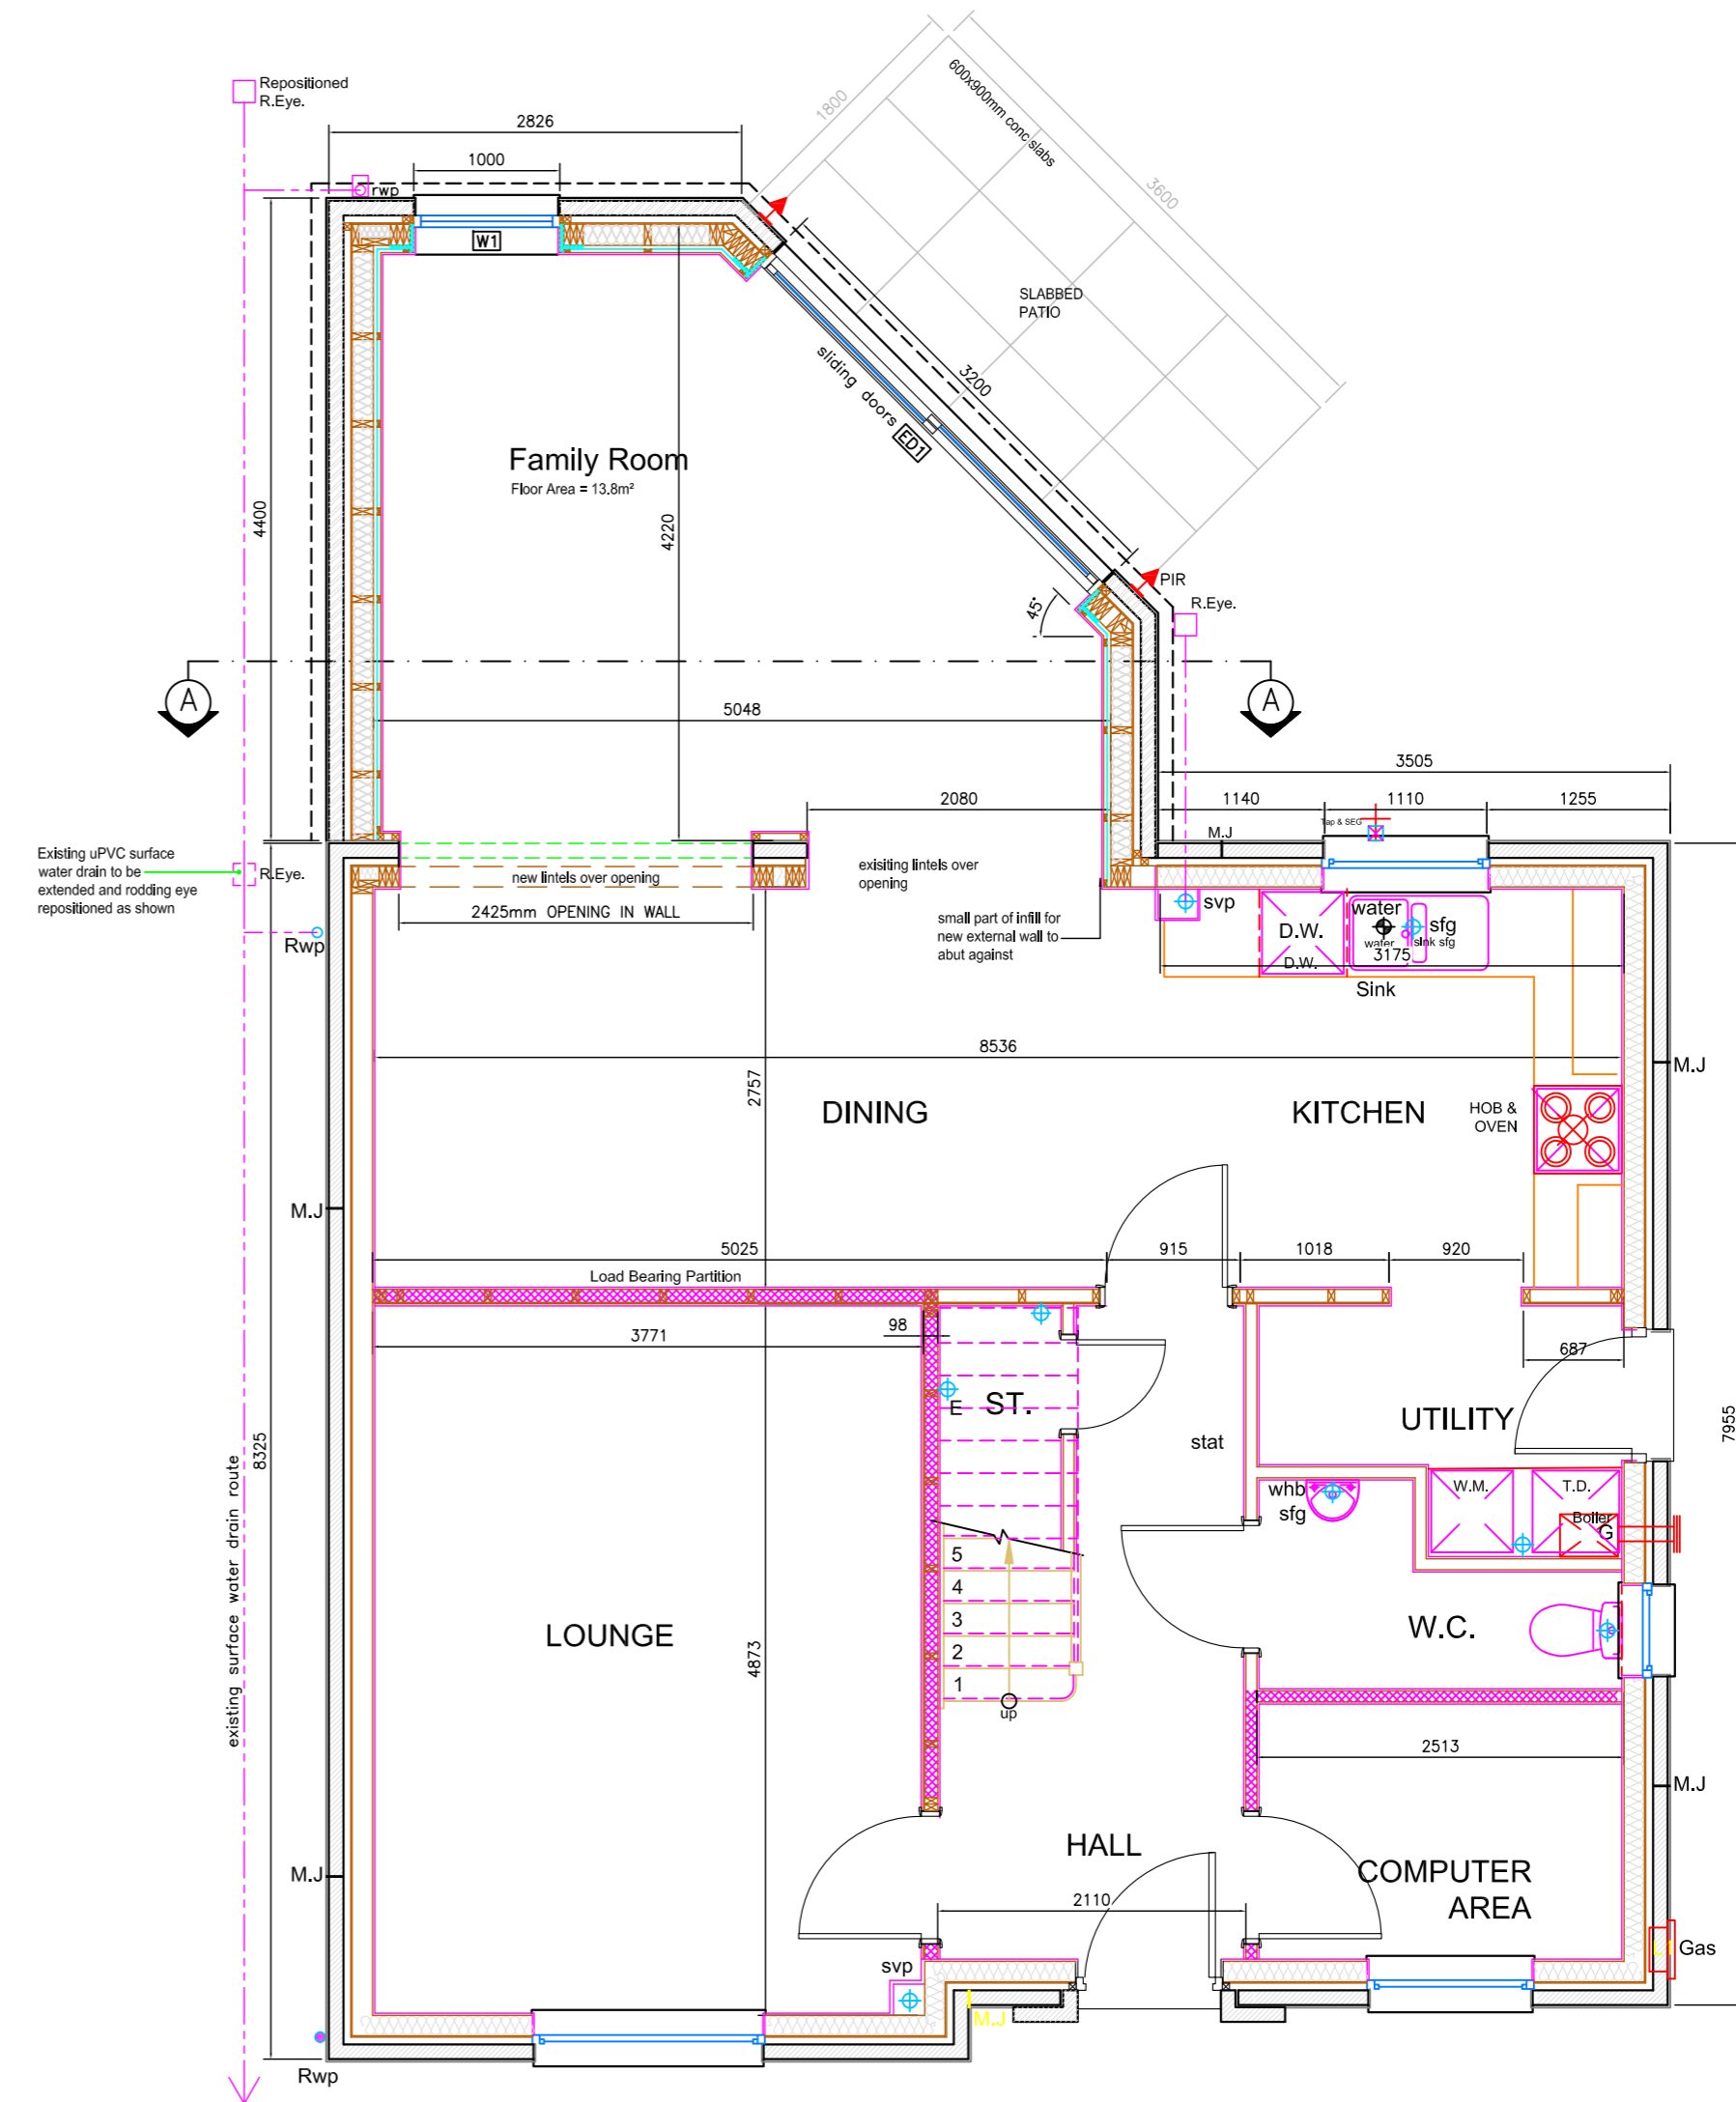 Repositioned
R.Eye.
2826
1000
rwp
W1
1800
600x900mm conc slabs
3600
SLABBED
PATIO
3200
sliding doors ED1
Family Room
Floor Area = 13.8m²
4400
4220
45°
PIR
R.Eye.
A
A
5048
3505
2080
1140
1110
1255
Tap & SEG
M.J
Existing uPVC surface
water drain to be
extended and rodding eye
repositioned as shown
R.Eye.
new lintels over opening
exisiting lintels over
opening
2425mm OPENING IN WALL
small part of infill for
new external wall to
abut against
Rwp
svp
D.W.
D.W.
water
water
sfg
sink sfg
3175
Sink
8536
2757
DINING
KITCHEN
HOB &
OVEN
M.J
M.J
5025
915
1018
920
Load Bearing Partition
3771
98
687
E
ST.
stat
UTILITY
7955
8325
existing surface water drain route
whb
sfg
W.M.
T.D.
Boiler
G
5
4
3
2
1
up
LOUNGE
4873
W.C.
2513
M.J
M.J
HALL
COMPUTER
AREA
2110
svp
M.J
Gas
Rwp